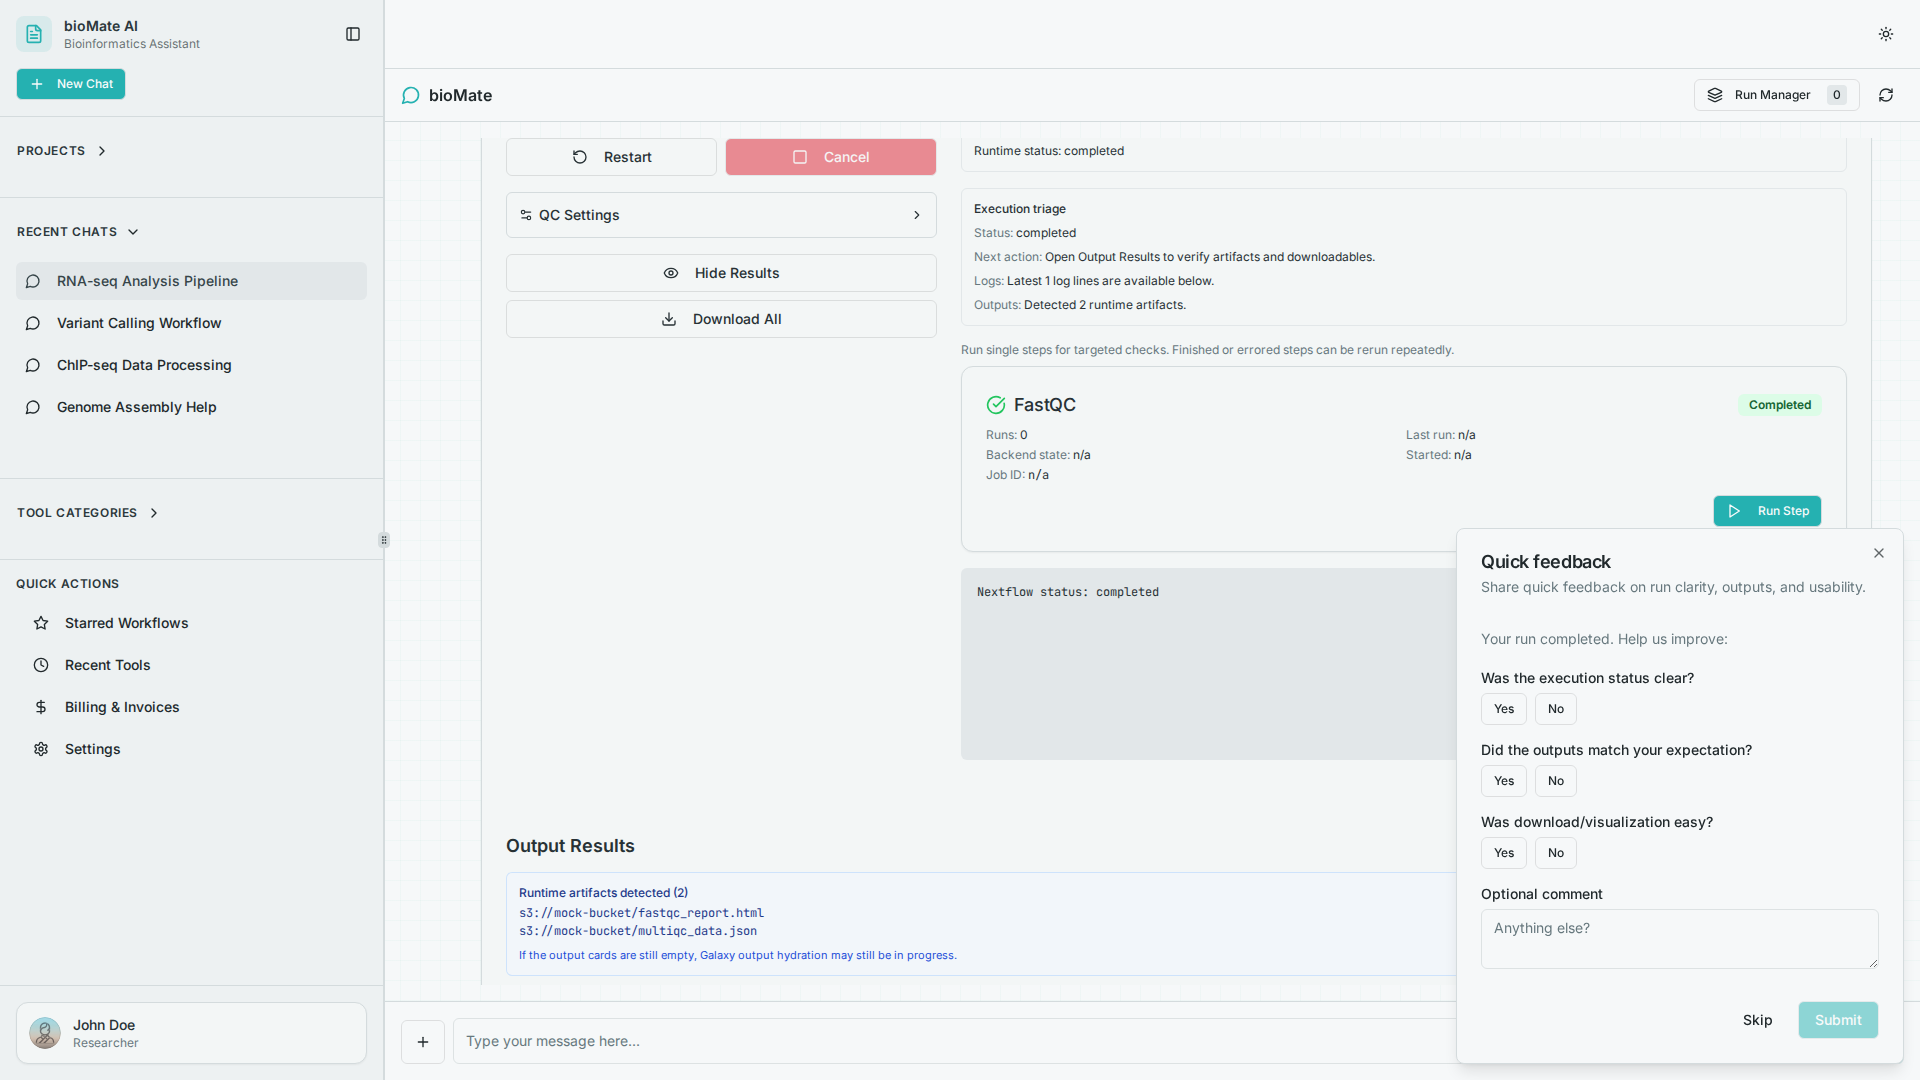 bioMate AI
Bioinformatics Assistant
New Chat
PROJECTS
RECENT CHATS
RNA-seq Analysis Pipeline
Variant Calling Workflow
ChIP-seq Data Processing
Genome Assembly Help
TOOL CATEGORIES
QUICK ACTIONS
Starred Workflows
Recent Tools
Billing & Invoices
Settings
John Doe
Researcher
bioMate
Run Manager 0
Restart
Cancel
QC Settings
Hide Results
Download All
Runtime status: completed
Execution triage
Status: completed
Next action: Open Output Results to verify artifacts and downloadables.
Logs: Latest 1 log lines are available below.
Outputs: Detected 2 runtime artifacts.
Run single steps for targeted checks. Finished or errored steps can be rerun repeatedly.
FastQC
Completed
Runs: 0
Last run: n/a
Backend state: n/a
Started: n/a
Job ID: n/a
Run Step
Nextflow status: completed
Output Results
Runtime artifacts detected (2)
s3://mock-bucket/fastqc_report.html
s3://mock-bucket/multiqc_data.json
If the output cards are still empty, Galaxy output hydration may still be in progress.
Type your message here...
Quick feedback
Share quick feedback on run clarity, outputs, and usability.
Your run completed. Help us improve:
Was the execution status clear?
Yes No
Did the outputs match your expectation?
Yes No
Was download/visualization easy?
Yes No
Optional comment
Anything else?
Skip Submit